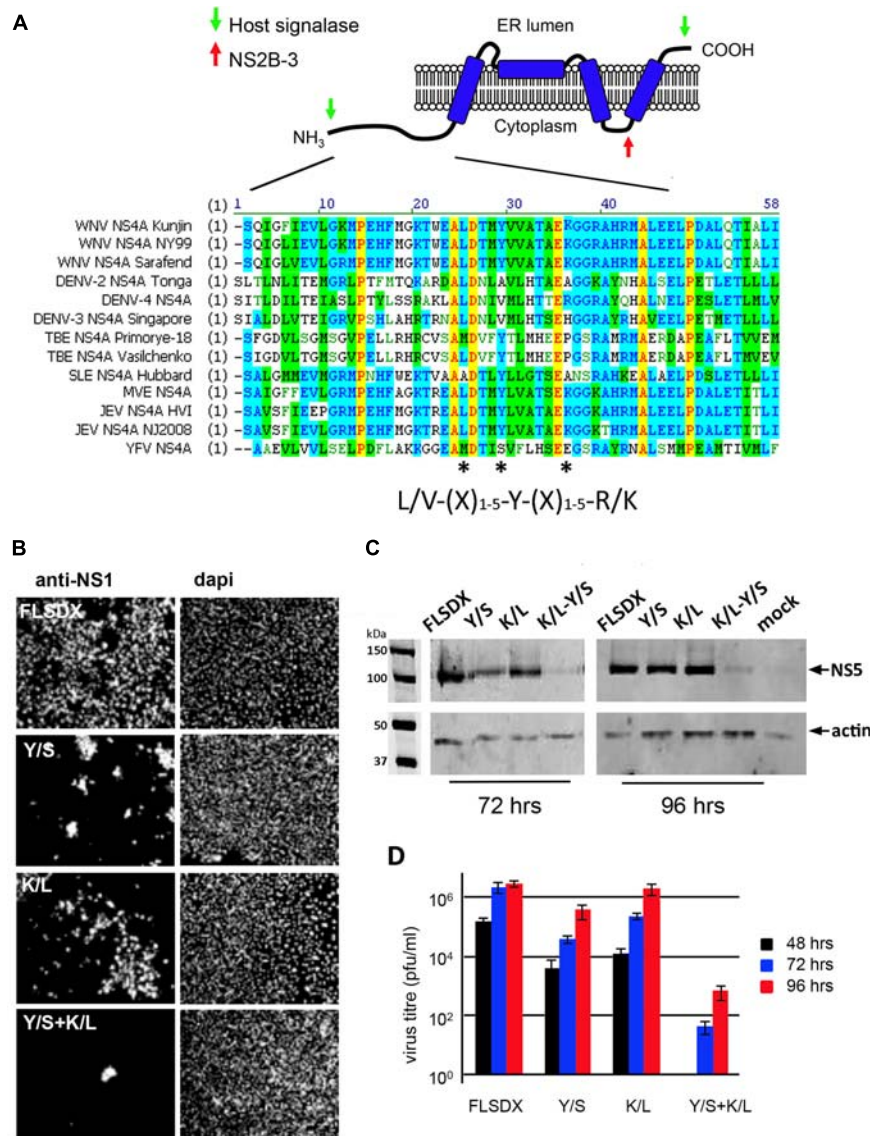 A
Host signalase
NS2B-3
ER lumen
COOH
Cytoplasm
NH3
(1) 1 10 20 30 40 58
WNV NS4A Kunjin (1) -SQIGFIEVLGKMPEHFMGKTWEALDTMYVVATAEKGGRAHRMALEELPDALQTIALI
WNV NS4A NY99 (1) -SQIGLIEVLGKMPEHFMGKTWEALDTMYVVATAEKGGRAHRMALEELPDALQTIALI
WNV NS4A Sarafend (1) -SQIGLIEVLGRMPEHFMGKTWEALDTMYVVATAEKGGRAHRMALEELPDALQTIALI
DENV-2 NS4A Tonga (1) SLTLNLITEMGRLPTFMTQKARDALDNLAVLHTAEAGGKAYNHALSELPETLETLLLL
DENV-4 NS4A (1) SITLDILTEIASLPTYLSSRAKLALDNIVMLHTTERGGRAYQHALNELPESLETLMLV
DENV-3 NS4A Singapore (1) SIALDLVTEIGRVPSHLAHRTRNALDNLVMLHTSEHGGRAYRHAVEELPETMETLLLL
TBE NS4A Primorye-18 (1) -SFGDVLSGMSGVPELLRHRCVSAMDVFYTLMHEEPGSRAMRMAERDAPEAFLTVVEM
TBE NS4A Vasilchenko (1) -SIGDVLTGMSGVPELLRHRCVSAMDVFYTLMHEEPGSRAMRMAERDAPEAFLTMVEV
SLE NS4A Hubbard (1) -SALGMMEVMGRMPNHFWEKTVAAADTLYLLGTSEANSRAHKEALAELPDSLETLLLI
MVE NS4A (1) -SAIGFFEVLGRMPEHFAGKTREALDTMYLVATAEKGGKAHRMALEELPDALETITLI
JEV NS4A HVI (1) -SAVSFIEEPGRMPEHFAGKTREALDTMYLVATAEKGGKAHRMALEELPDALETITLI
JEV NS4A NJ2008 (1) -SAVSFIEVLGRMPEHFAGKTREALDTMYLVATAEKGGKTHRMALEELPDALETITLI
YFV NS4A (1) --AAEVLVVLSELPDFLAKKGGEAMDTISVFLHSEEGSRAYRNALSMMPEAMTIVMLF
* * *
L/V-(X)1-5-Y-(X)1-5-R/K
B
anti-NS1 dapi
FLSDX
Y/S
K/L
Y/S+K/L
C
FLSDX Y/S K/L K/L-Y/S FLSDX Y/S K/L K/L-Y/S mock
kDa
150
100
NS5
50
37
actin
72 hrs 96 hrs
D
virus titre (pfu/ml)
10^6
10^4
10^2
10^0
FLSDX Y/S K/L Y/S+K/L
48 hrs
72 hrs
96 hrs